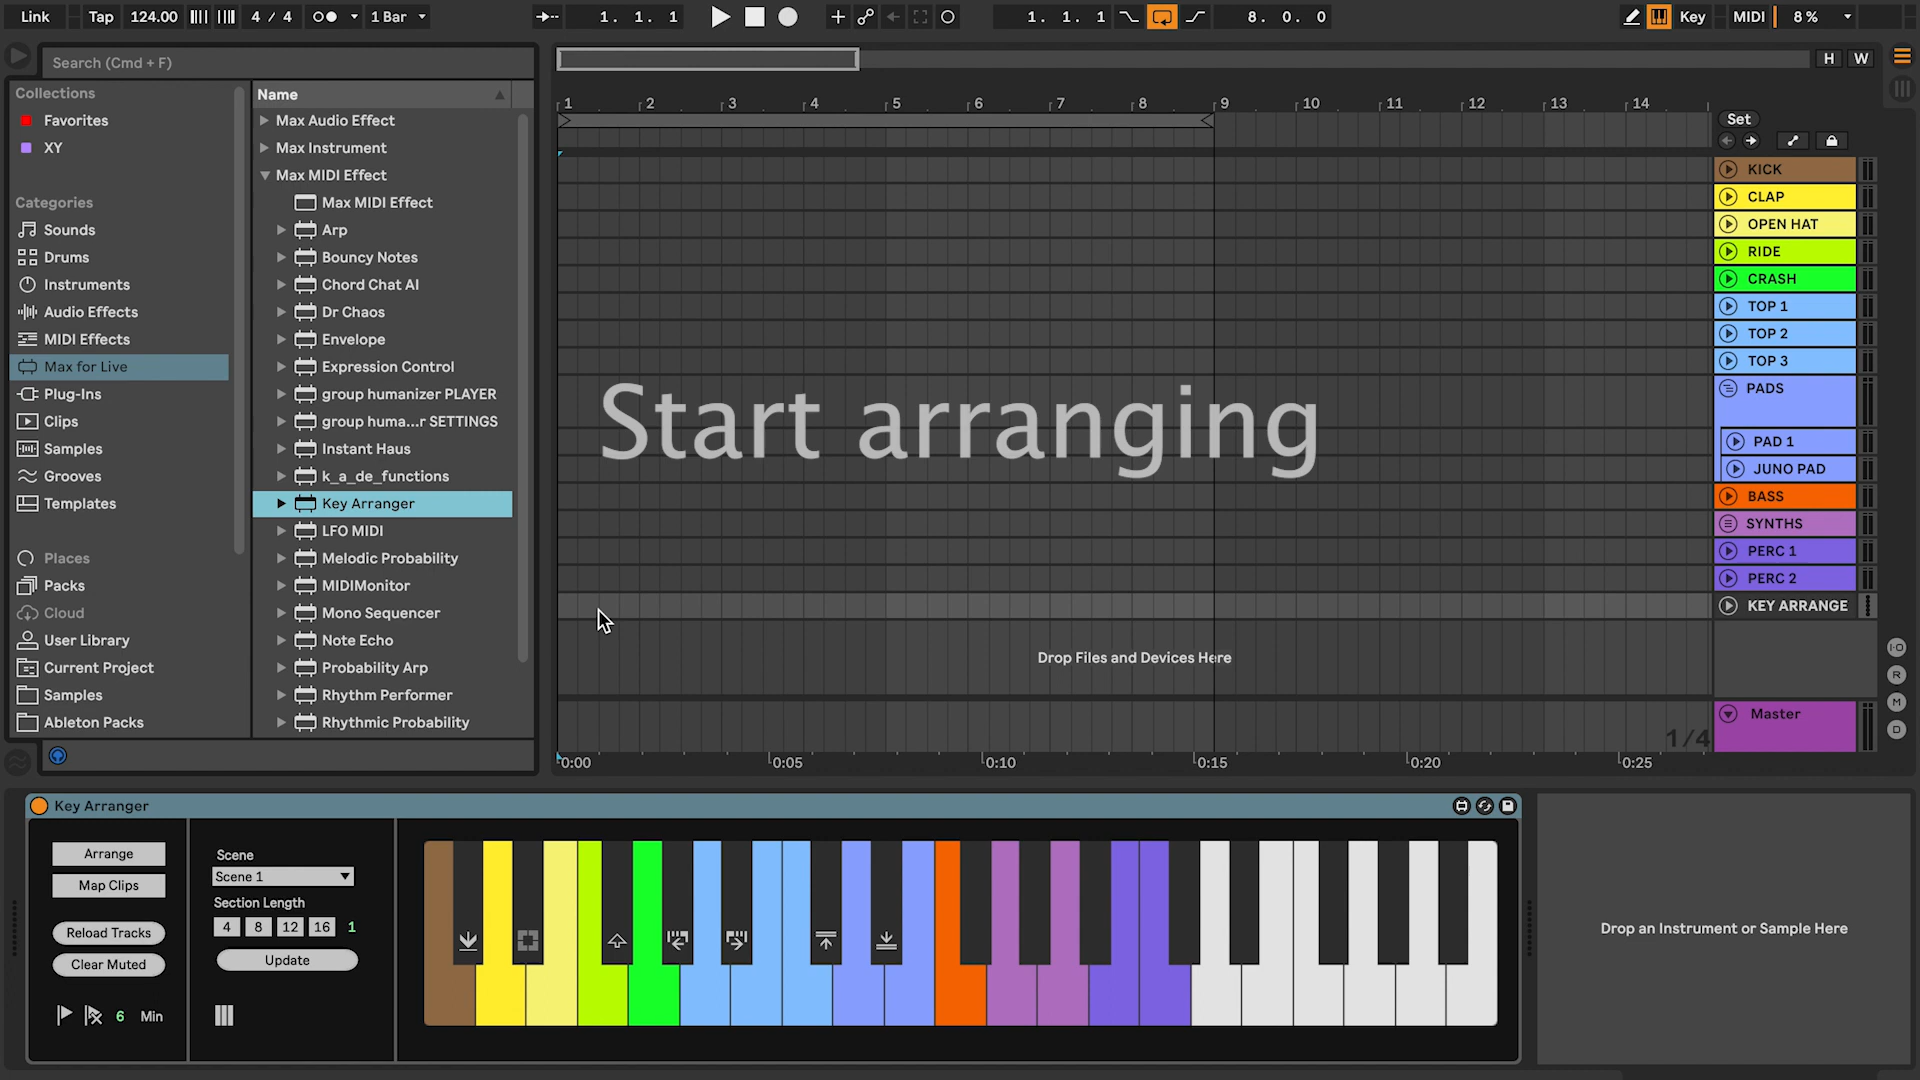 Link Tap 124.00 4 / 4 1 Bar 1. 1. 1 1. 1. 1 8. 0. 0 Key MIDI 8 %
Search (Cmd + F)
H W
Collections
Favorites
XY
Categories
Sounds
Drums
Instruments
Audio Effects
MIDI Effects
Max for Live
Plug-Ins
Clips
Samples
Grooves
Templates
Places
Packs
Cloud
User Library
Current Project
Samples
Ableton Packs
Name
Max Audio Effect
Max Instrument
Max MIDI Effect
Max MIDI Effect
Arp
Bouncy Notes
Chord Chat AI
Dr Chaos
Envelope
Expression Control
group humanizer PLAYER
group huma...r SETTINGS
Instant Haus
k_a_de_functions
Key Arranger
LFO MIDI
Melodic Probability
MIDIMonitor
Mono Sequencer
Note Echo
Probability Arp
Rhythm Performer
Rhythmic Probability
1 2 3 4 5 6 7 8 9 10 11 12 13 14
Start arranging
Drop Files and Devices Here
1/4
0:00 0:05 0:10 0:15 0:20 0:25
Set
KICK
CLAP
OPEN HAT
RIDE
CRASH
TOP 1
TOP 2
TOP 3
PADS
PAD 1
JUNO PAD
BASS
SYNTHS
PERC 1
PERC 2
KEY ARRANGE
Master
I·O
R
M
D
Key Arranger
Arrange
Map Clips
Reload Tracks
Clear Muted
6 Min
Scene
Scene 1
Section Length
4 8 12 16 1
Update
Drop an Instrument or Sample Here